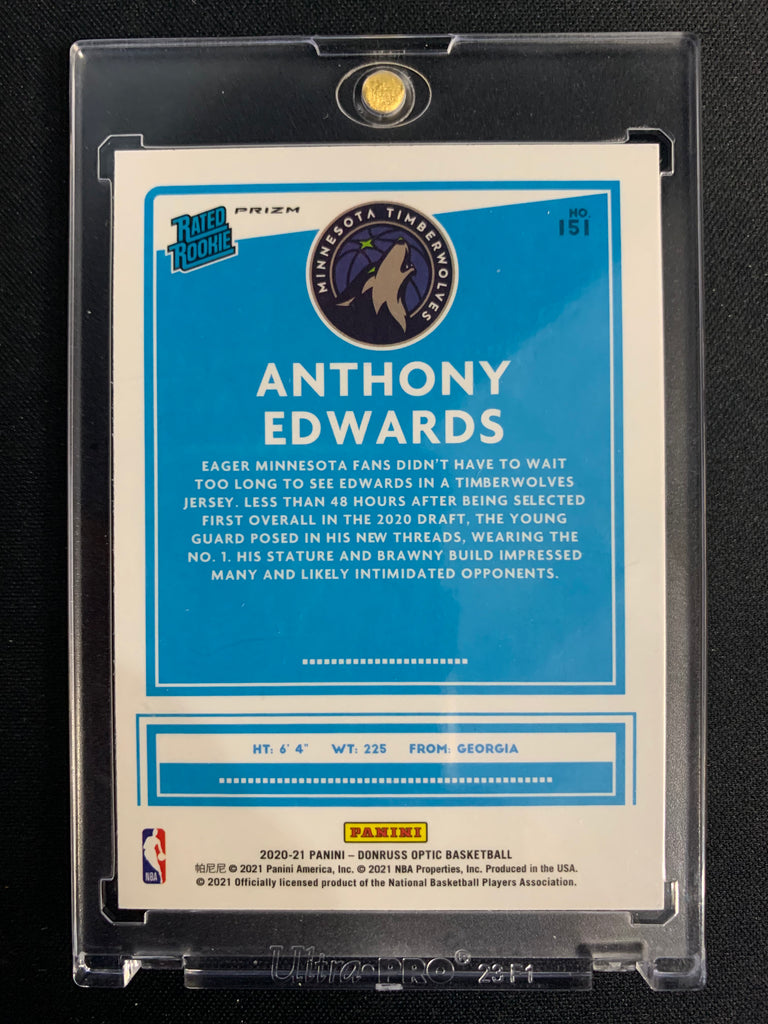 RATED
ROOKIE
PRIZM
MINNESOTA TIMBERWOLVES
NO.
151
ANTHONY
EDWARDS
EAGER MINNESOTA FANS DIDN'T HAVE TO WAIT
TOO LONG TO SEE EDWARDS IN A TIMBERWOLVES
JERSEY. LESS THAN 48 HOURS AFTER BEING SELECTED
FIRST OVERALL IN THE 2020 DRAFT, THE YOUNG
GUARD POSED IN HIS NEW THREADS, WEARING THE
NO. 1. HIS STATURE AND BRAWNY BUILD IMPRESSED
MANY AND LIKELY INTIMIDATED OPPONENTS.
HT: 6' 4" WT: 225 FROM: GEORGIA
PANINI
2020-21 PANINI – DONRUSS OPTIC BASKETBALL
帕尼尼 © 2021 Panini America, Inc. © 2021 NBA Properties, Inc. Produced in the USA.
© 2021 Officially licensed product of the National Basketball Players Association.
NBA
Ultra•PRO® 23F1